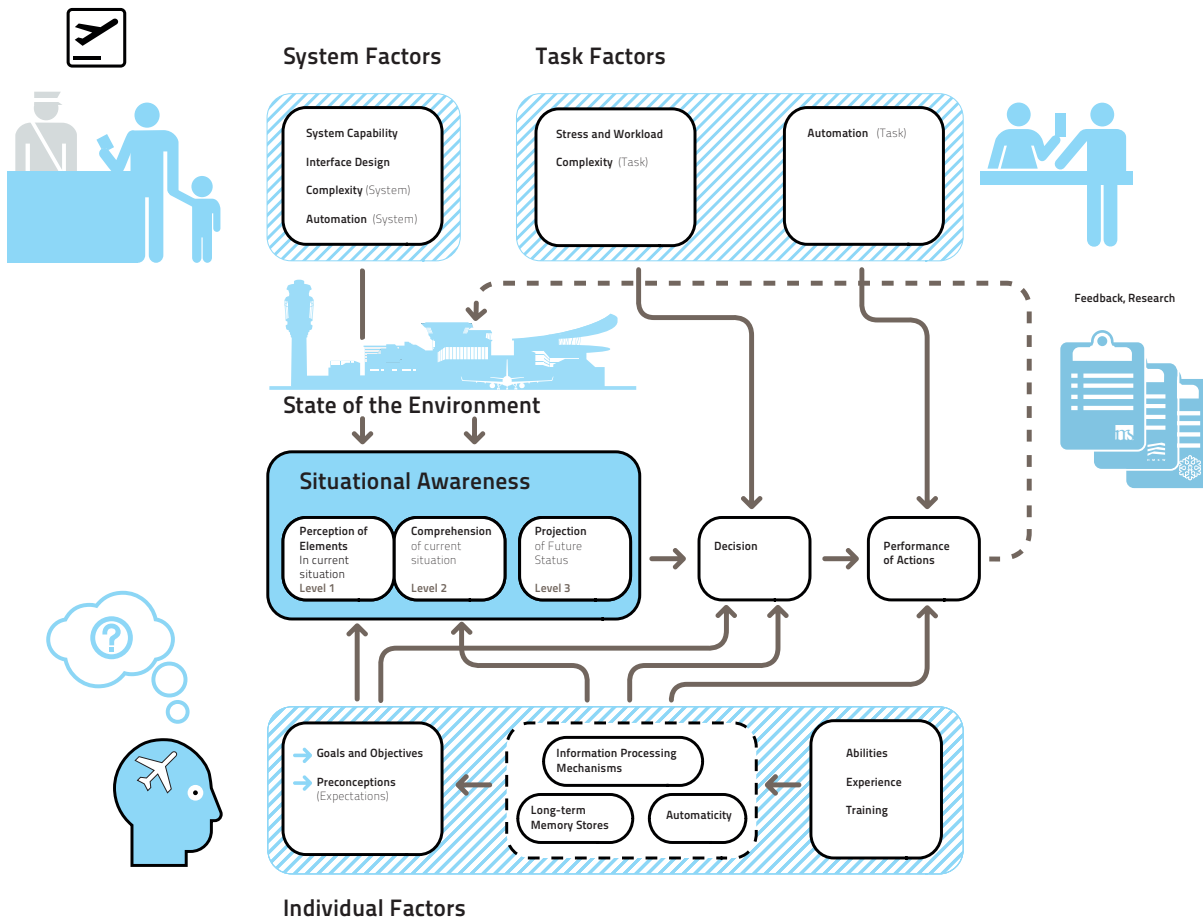 System Factors
Task Factors
System Capability
Interface Design
Complexity (System)
Automation (System)
Stress and Workload
Complexity (Task)
Automation (Task)
Feedback, Research
State of the Environment
Situational Awareness
Perception of
Elements
In current
situation
Level 1
Comprehension
of current
situation
Level 2
Projection
of Future
Status
Level 3
Decision
Performance
of Actions
?
Goals and Objectives
Preconceptions
(Expectations)
Information Processing
Mechanisms
Long-term
Memory Stores
Automaticity
Abilities
Experience
Training
Individual Factors